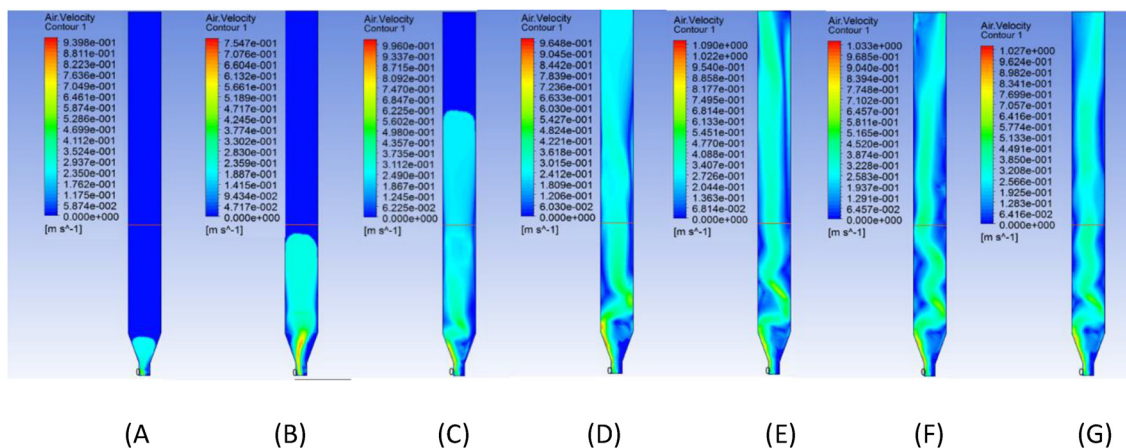 Air.Velocity
Contour 1
9.398e-001
8.811e-001
8.223e-001
7.636e-001
7.049e-001
6.461e-001
5.874e-001
5.286e-001
4.699e-001
4.112e-001
3.524e-001
2.937e-001
2.350e-001
1.762e-001
1.175e-001
5.874e-002
0.000e+000
[m s^-1]
Air.Velocity
Contour 1
7.547e-001
7.076e-001
6.604e-001
6.132e-001
5.661e-001
5.189e-001
4.717e-001
4.245e-001
3.774e-001
3.302e-001
2.830e-001
2.359e-001
1.887e-001
1.415e-001
9.434e-002
4.717e-002
0.000e+000
[m s^-1]
Air.Velocity
Contour 1
9.960e-001
9.337e-001
8.715e-001
8.092e-001
7.470e-001
6.847e-001
6.225e-001
5.602e-001
4.980e-001
4.357e-001
3.735e-001
3.112e-001
2.490e-001
1.867e-001
1.245e-001
6.225e-002
0.000e+000
[m s^-1]
Air.Velocity
Contour 1
9.648e-001
9.045e-001
8.442e-001
7.839e-001
7.236e-001
6.633e-001
6.030e-001
5.427e-001
4.824e-001
4.221e-001
3.618e-001
3.015e-001
2.412e-001
1.809e-001
1.206e-001
6.030e-002
0.000e+000
[m s^-1]
Air.Velocity
Contour 1
1.090e+000
1.022e+000
9.540e-001
8.858e-001
8.177e-001
7.495e-001
6.814e-001
6.133e-001
5.451e-001
4.770e-001
4.088e-001
3.407e-001
2.726e-001
2.044e-001
1.363e-001
6.814e-002
0.000e+000
[m s^-1]
Air.Velocity
Contour 1
1.033e+000
9.685e-001
9.040e-001
8.394e-001
7.748e-001
7.102e-001
6.457e-001
5.811e-001
5.165e-001
4.520e-001
3.874e-001
3.228e-001
2.583e-001
1.937e-001
1.291e-001
6.457e-002
0.000e+000
[m s^-1]
Air.Velocity
Contour 1
1.027e+000
9.624e-001
8.982e-001
8.341e-001
7.699e-001
7.057e-001
6.416e-001
5.774e-001
5.133e-001
4.491e-001
3.850e-001
3.208e-001
2.566e-001
1.925e-001
1.283e-001
6.416e-002
0.000e+000
[m s^-1]
0 0 0 0 0 0 0
(A (B) (C) (D) (E) (F) (G)